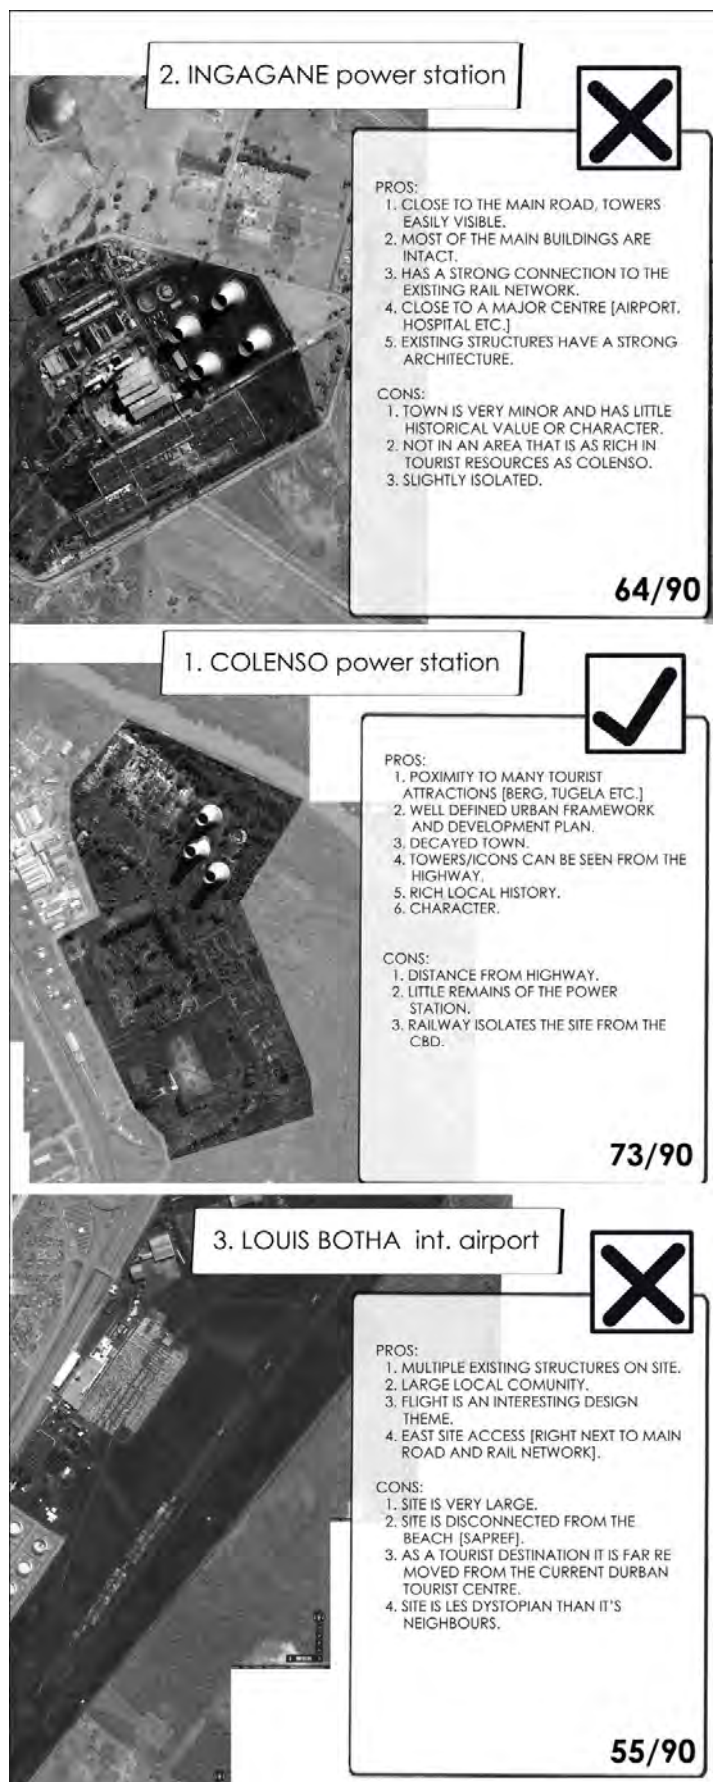 2. INGAGANE power station
PROS:
1. CLOSE TO THE MAIN ROAD, TOWERS
EASILY VISIBLE.
2. MOST OF THE MAIN BUILDINGS ARE
INTACT.
3. HAS A STRONG CONNECTION TO THE
EXISTING RAIL NETWORK.
4. CLOSE TO A MAJOR CENTRE [AIRPORT,
HOSPITAL ETC.]
5. EXISTING STRUCTURES HAVE A STRONG
ARCHITECTURE.
CONS:
1. TOWN IS VERY MINOR AND HAS LITTLE
HISTORICAL VALUE OR CHARACTER.
2. NOT IN AN AREA THAT IS AS RICH IN
TOURIST RESOURCES AS COLENSO.
3. SLIGHTLY ISOLATED.
64/90
1. COLENSO power station
PROS:
1. POXIMITY TO MANY TOURIST
ATTRACTIONS [BERG, TUGELA ETC.]
2. WELL DEFINED URBAN FRAMEWORK
AND DEVELOPMENT PLAN.
3. DECAYED TOWN.
4. TOWERS/ICONS CAN BE SEEN FROM THE
HIGHWAY.
5. RICH LOCAL HISTORY.
6. CHARACTER.
CONS:
1. DISTANCE FROM HIGHWAY.
2. LITTLE REMAINS OF THE POWER
STATION.
3. RAILWAY ISOLATES THE SITE FROM THE
CBD.
73/90
3. LOUIS BOTHA int. airport
PROS:
1. MULTIPLE EXISTING STRUCTURES ON SITE.
2. LARGE LOCAL COMUNITY.
3. FLIGHT IS AN INTERESTING DESIGN
THEME.
4. EAST SITE ACCESS [RIGHT NEXT TO MAIN
ROAD AND RAIL NETWORK].
CONS:
1. SITE IS VERY LARGE.
2. SITE IS DISCONNECTED FROM THE
BEACH [SAPREF].
3. AS A TOURIST DESTINATION IT IS FAR RE
MOVED FROM THE CURRENT DURBAN
TOURIST CENTRE.
4. SITE IS LES DYSTOPIAN THAN IT'S
NEIGHBOURS.
55/90